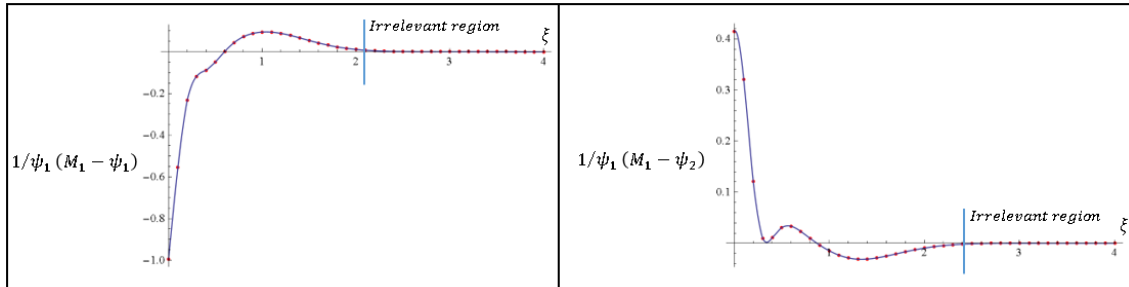 Irrelevant region
ξ
1
2
3
4
−0.2
−0.4
−0.6
−0.8
−1.0
1/ψ₁ (M₁ − ψ₁)
0.4
0.3
0.2
0.1
1/ψ₁ (M₁ − ψ₂)
Irrelevant region
ξ
1
2
3
4